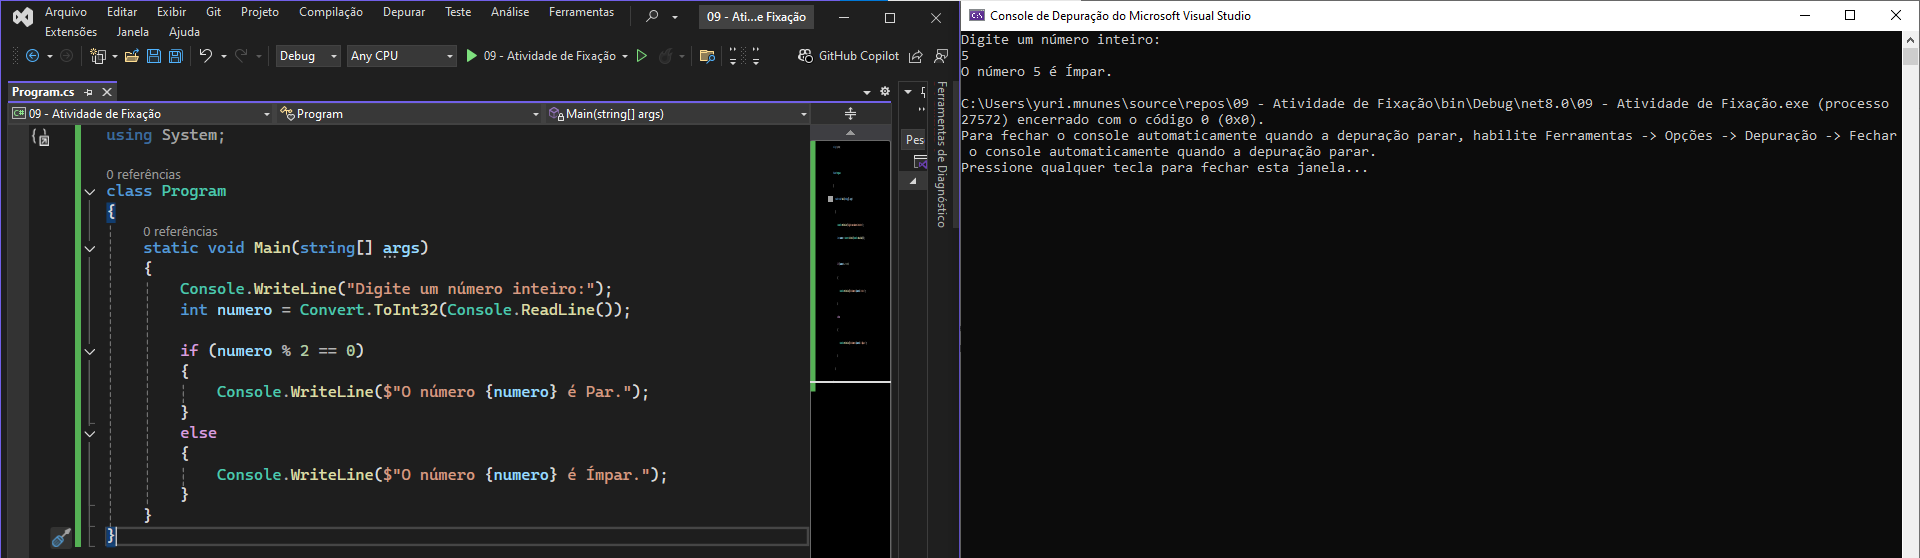 Arquivo Editar Exibir Git Projeto Compilação Depurar Teste Análise Ferramentas
Extensões Janela Ajuda
09 - Ati...e Fixação
Debug Any CPU 09 - Atividade de Fixação GitHub Copilot
Program.cs
09 - Atividade de Fixação Program Main(string[] args)
using System;
0 referências
class Program
{
0 referências
static void Main(string[] args)
{
Console.WriteLine("Digite um número inteiro:");
int numero = Convert.ToInt32(Console.ReadLine());
if (numero % 2 == 0)
{
Console.WriteLine($"O número {numero} é Par.");
}
else
{
Console.WriteLine($"O número {numero} é Ímpar.");
}
}
}
Pes
Ferramentas de Diagnóstico
Console de Depuração do Microsoft Visual Studio
Digite um número inteiro:
5
O número 5 é Ímpar.
C:\Users\yuri.mnunes\source\repos\09 - Atividade de Fixação\bin\Debug\net8.0\09 - Atividade de Fixação.exe (processo
27572) encerrado com o código 0 (0x0).
Para fechar o console automaticamente quando a depuração parar, habilite Ferramentas -> Opções -> Depuração -> Fechar
o console automaticamente quando a depuração parar.
Pressione qualquer tecla para fechar esta janela...